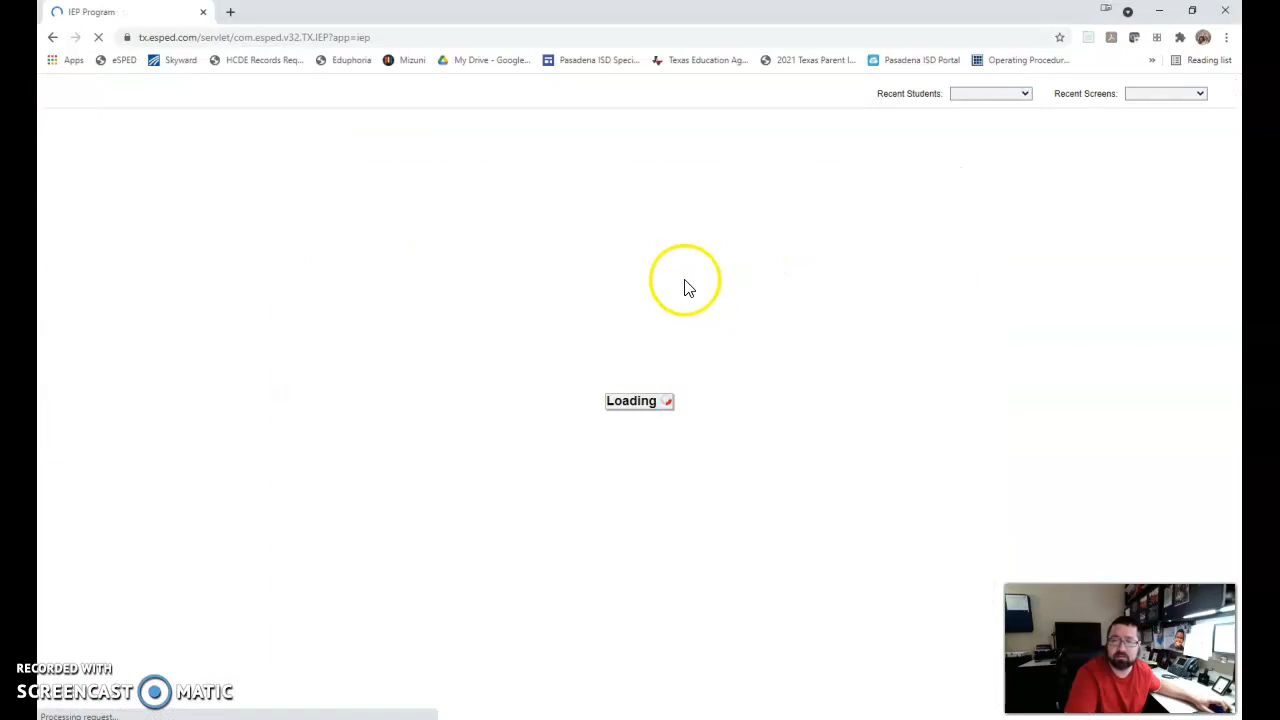 IEP Program
tx.esped.com/servlet/com.esped.v32.TX.IEP?app=iep
Apps eSPED Skyward HCDE Records Req... Eduphoria Mizuni My Drive - Google... Pasadena ISD Speci... Texas Education Ag... 2021 Texas Parent I... Pasadena ISD Portal Operating Procedur... » Reading list
Recent Students: Recent Screens:
Loading
RECORDED WITH
SCREENCAST MATIC
Processing request...